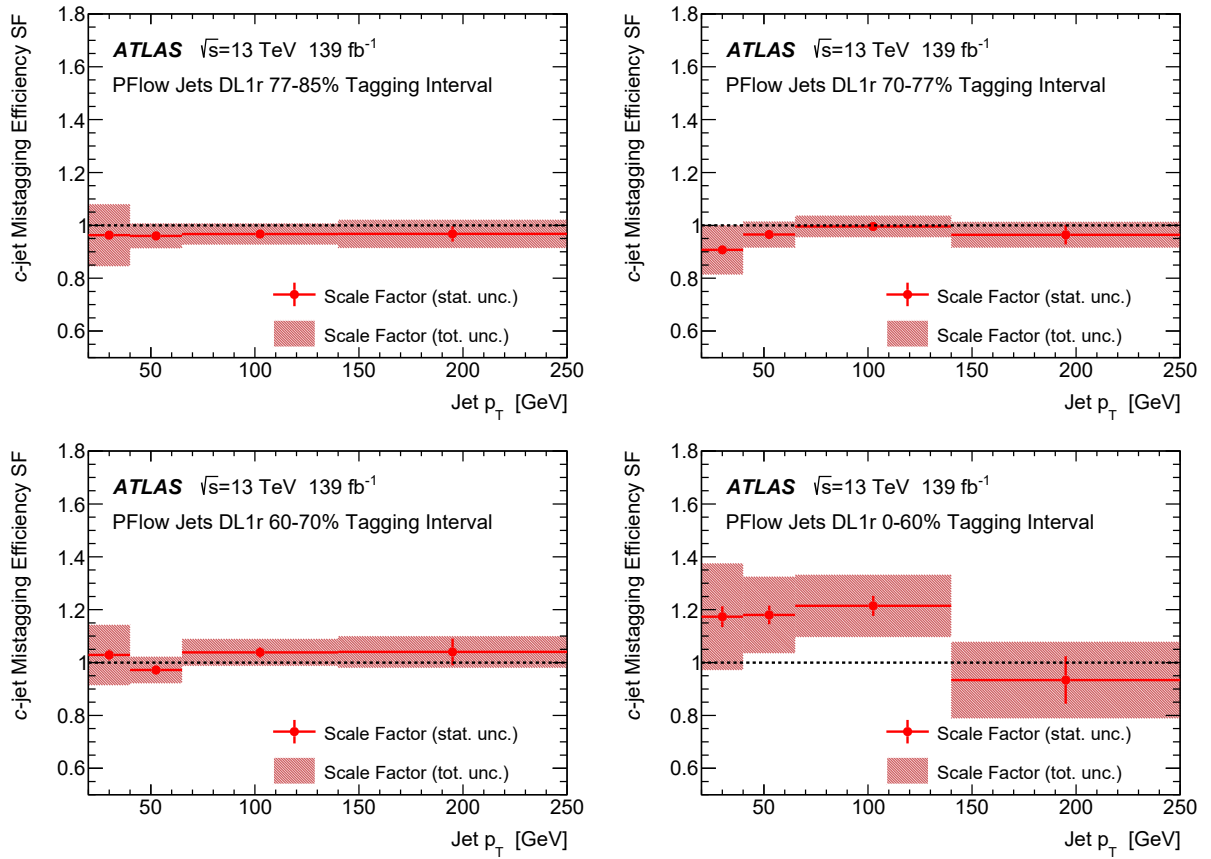 ATLAS √s=13 TeV 139 fb⁻¹
PFlow Jets DL1r 77-85% Tagging Interval
c-jet Mistagging Efficiency SF
1.8
1.6
1.4
1.2
1
0.8
0.6
Scale Factor (stat. unc.)
Scale Factor (tot. unc.)
50 100 150 200 250
Jet p_T [GeV]
ATLAS √s=13 TeV 139 fb⁻¹
PFlow Jets DL1r 70-77% Tagging Interval
c-jet Mistagging Efficiency SF
1.8
1.6
1.4
1.2
1
0.8
0.6
Scale Factor (stat. unc.)
Scale Factor (tot. unc.)
50 100 150 200 250
Jet p_T [GeV]
ATLAS √s=13 TeV 139 fb⁻¹
PFlow Jets DL1r 60-70% Tagging Interval
c-jet Mistagging Efficiency SF
1.8
1.6
1.4
1.2
1
0.8
0.6
Scale Factor (stat. unc.)
Scale Factor (tot. unc.)
50 100 150 200 250
Jet p_T [GeV]
ATLAS √s=13 TeV 139 fb⁻¹
PFlow Jets DL1r 0-60% Tagging Interval
c-jet Mistagging Efficiency SF
1.8
1.6
1.4
1.2
1
0.8
0.6
Scale Factor (stat. unc.)
Scale Factor (tot. unc.)
50 100 150 200 250
Jet p_T [GeV]